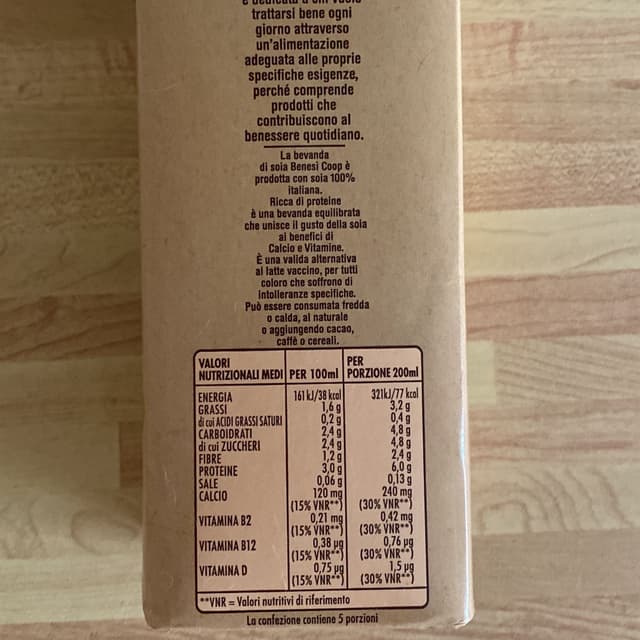 è dedicata a chi vuole
trattarsi bene ogni
giorno attraverso
un'alimentazione
adeguata alle proprie
specifiche esigenze,
perché comprende
prodotti che
contribuiscono al
benessere quotidiano.
La bevanda
di soia Benesì Coop è
prodotta con soia 100%
italiana.
Ricca di proteine
è una bevanda equilibrata
che unisce il gusto della soia
ai benefici di
Calcio e Vitamine.
È una valida alternativa
al latte vaccino, per tutti
coloro che soffrono di
intolleranze specifiche.
Può essere consumata fredda
o calda, al naturale
o aggiungendo cacao,
caffè o cereali.
VALORI NUTRIZIONALI MEDI PER 100ml PER PORZIONE 200ml
ENERGIA 161 kJ/38 kcal 321kJ/77 kcal
GRASSI 1,6 g 3,2 g
di cui ACIDI GRASSI SATURI 0,2 g 0,4 g
CARBOIDRATI 2,4 g 4,8 g
di cui ZUCCHERI 2,4 g 4,8 g
FIBRE 1,2 g 2,4 g
PROTEINE 3,0 g 6,0 g
SALE 0,06 g 0,13 g
CALCIO 120 mg 240 mg
(15% VNR**) (30% VNR**)
VITAMINA B2 0,21 mg 0,42 mg
(15% VNR**) (30% VNR**)
VITAMINA B12 0,38 µg 0,76 µg
(15% VNR**) (30% VNR**)
VITAMINA D 0,75 µg 1,5 µg
(15% VNR**) (30% VNR**)
**VNR = Valori nutritivi di riferimento
La confezione contiene 5 porzioni